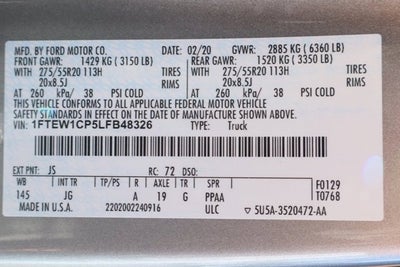 MFD. BY FORD MOTOR CO. DATE: 02/20 GVWR: 2885 KG ( 6360 LB)
FRONT GAWR: 1429 KG ( 3150 LB) REAR GAWR: 1520 KG ( 3350 LB)
WITH 275/55R20 113H TIRES WITH 275/55R20 113H TIRES
20x8.5J RIMS 20x8.5J RIMS
AT 260 kPa/ 38 PSI COLD AT 260 kPa/ 38 PSI COLD
THIS VEHICLE CONFORMS TO ALL APPLICABLE FEDERAL MOTOR VEHICLE
SAFETY STANDARDS IN EFFECT ON THE DATE OF MANUFACTURE SHOWN ABOVE.
VIN: 1FTEW1CP5LFB48326 TYPE: Truck
EXT PNT: JS RC: 72 DSO:
WB INT TR TP/PS R AXLE TR SPR F0129
145 JG A 19 G PPAA T0768
MADE IN U.S.A. 2202002240916 ULC ▽ 5U5A-3520472-AA